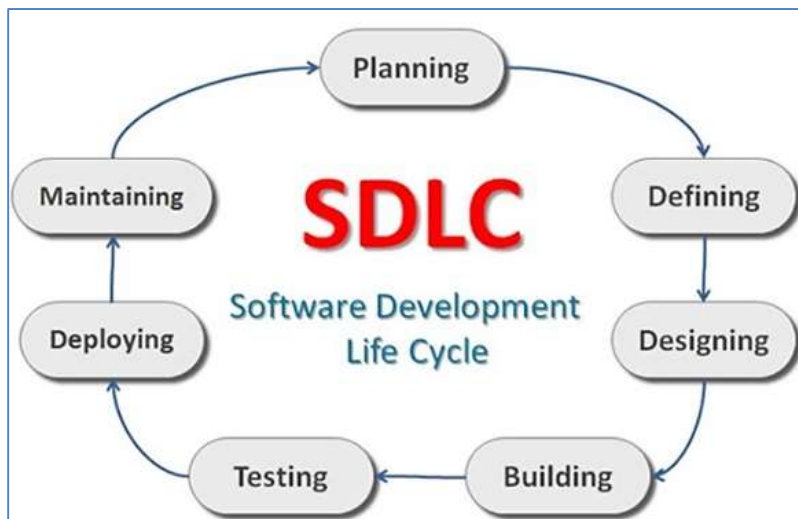 Planning
Maintaining
SDLC
Defining
Software Development
Life Cycle
Deploying
Designing
Testing
Building